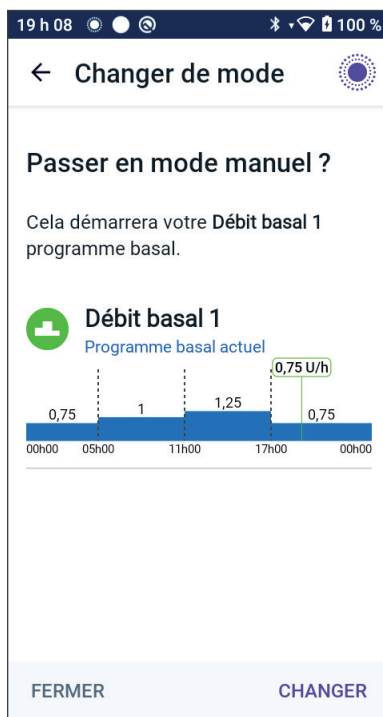 19 h 08 100 %
Changer de mode
Passer en mode manuel ?
Cela démarrera votre Débit basal 1
programme basal.
Débit basal 1
Programme basal actuel
0,75 U/h
0,75 1 1,25 0,75
00h00 05h00 11h00 17h00 00h00
FERMER CHANGER